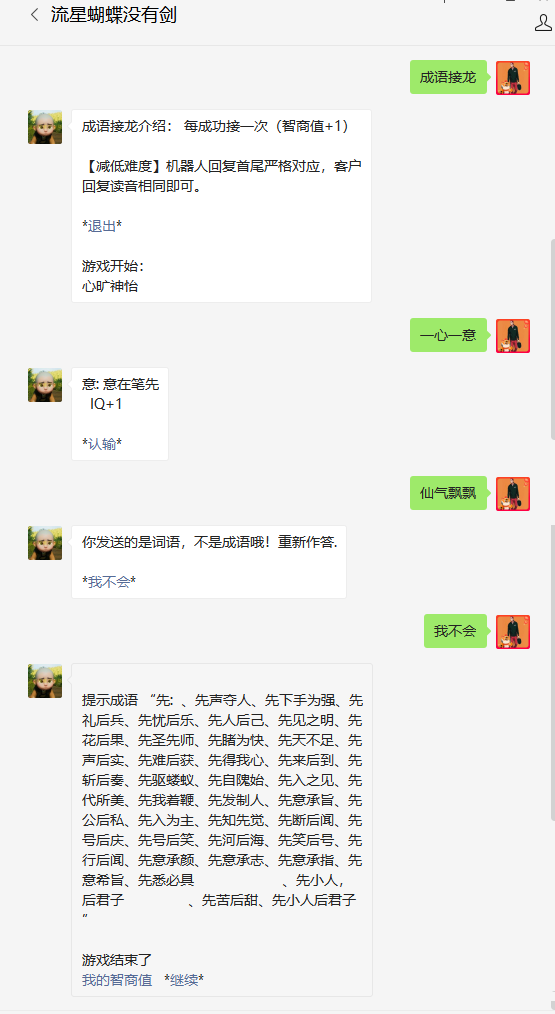 流星蝴蝶没有剑
成语接龙
成语接龙介绍： 每成功接一次（智商值+1）
【减低难度】机器人回复首尾严格对应，客户
回复读音相同即可。
*退出*
游戏开始：
心旷神怡
一心一意
意: 意在笔先
IQ+1
*认输*
仙气飘飘
你发送的是词语，不是成语哦！重新作答.
*我不会*
我不会
提示成语 “先: 、先声夺人、先下手为强、先
礼后兵、先忧后乐、先人后己、先见之明、先
花后果、先圣先师、先睹为快、先天不足、先
声后实、先难后获、先得我心、先来后到、先
斩后奏、先驱蝼蚁、先自隗始、先入之见、先
代所美、先我着鞭、先发制人、先意承旨、先
公后私、先入为主、先知先觉、先断后闻、先
号后庆、先号后笑、先河后海、先笑后号、先
行后闻、先意承颜、先意承志、先意承指、先
意希旨、先悉必具 、先小人，
后君子 、先苦后甜、先小人后君子
”
游戏结束了
我的智商值 *继续*